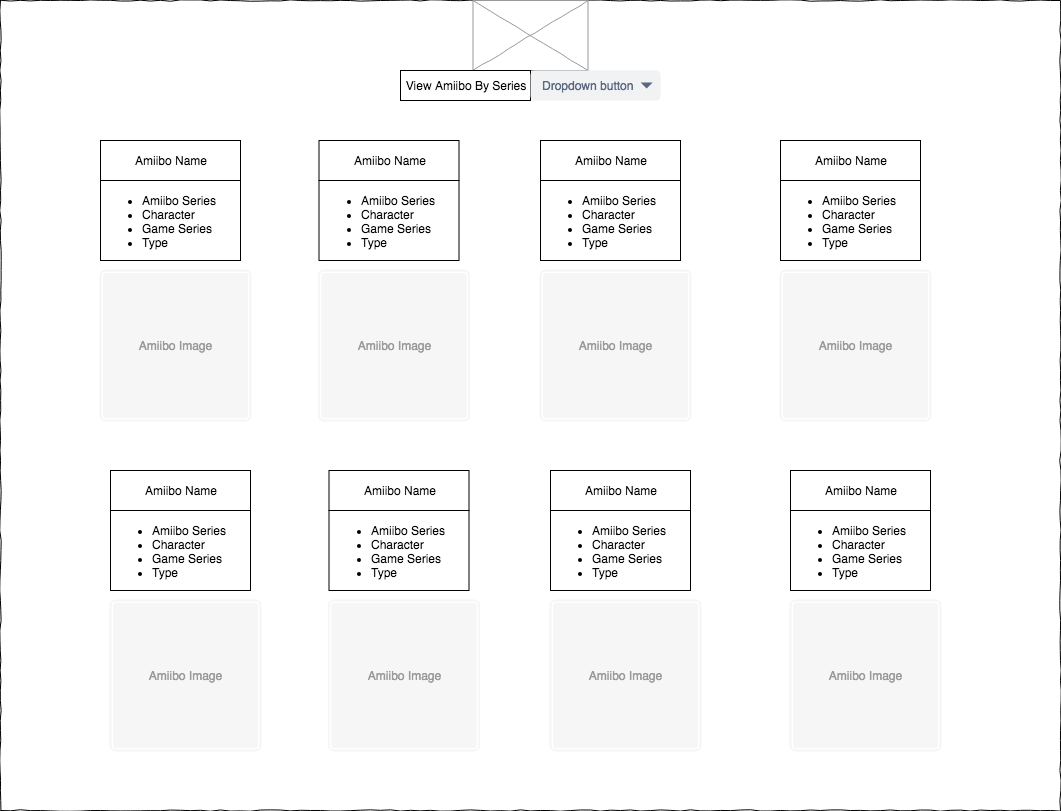 View Amiibo By Series Dropdown button
Amiibo Name
Amiibo Series
Character
Game Series
Type
Amiibo Image
Amiibo Name
Amiibo Series
Character
Game Series
Type
Amiibo Image
Amiibo Name
Amiibo Series
Character
Game Series
Type
Amiibo Image
Amiibo Name
Amiibo Series
Character
Game Series
Type
Amiibo Image
Amiibo Name
Amiibo Series
Character
Game Series
Type
Amiibo Image
Amiibo Name
Amiibo Series
Character
Game Series
Type
Amiibo Image
Amiibo Name
Amiibo Series
Character
Game Series
Type
Amiibo Image
Amiibo Name
Amiibo Series
Character
Game Series
Type
Amiibo Image